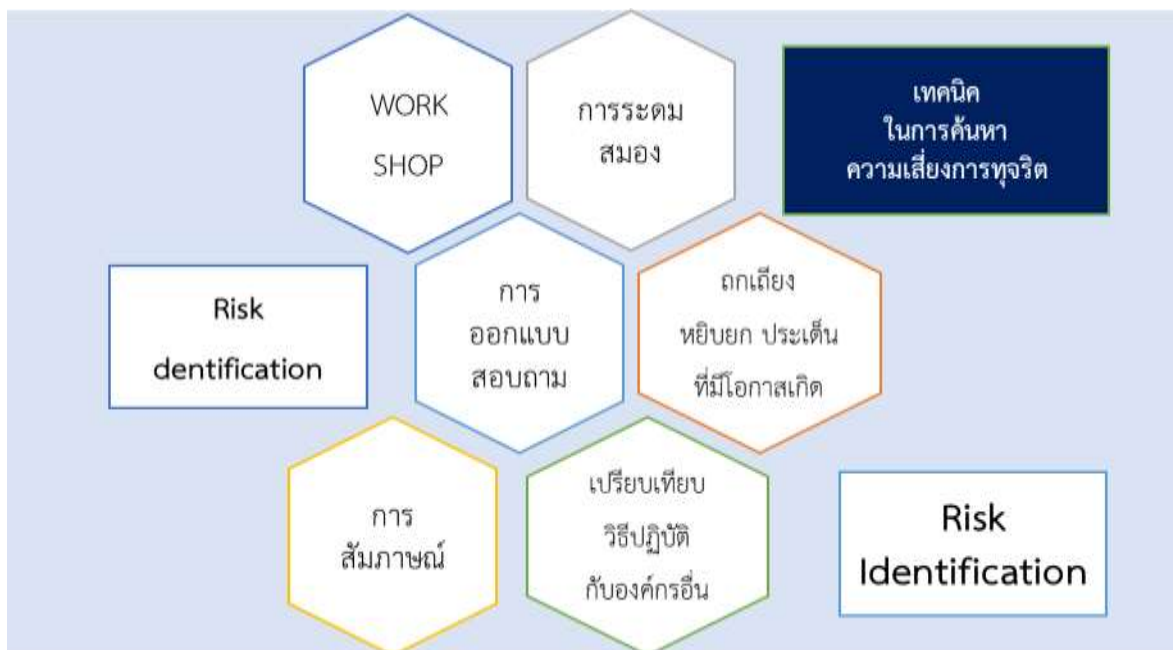 WORK
SHOP
การระดม
สมอง
เทคนิค
ในการค้นหา
ความเสี่ยงการทุจริต
Risk
dentification
การ
ออกแบบ
สอบถาม
ถกเถียง
หยิบยก ประเด็น
ที่มีโอกาสเกิด
การ
สัมภาษณ์
เปรียบเทียบ
วิธีปฏิบัติ
กับองค์กรอื่น
Risk
Identification